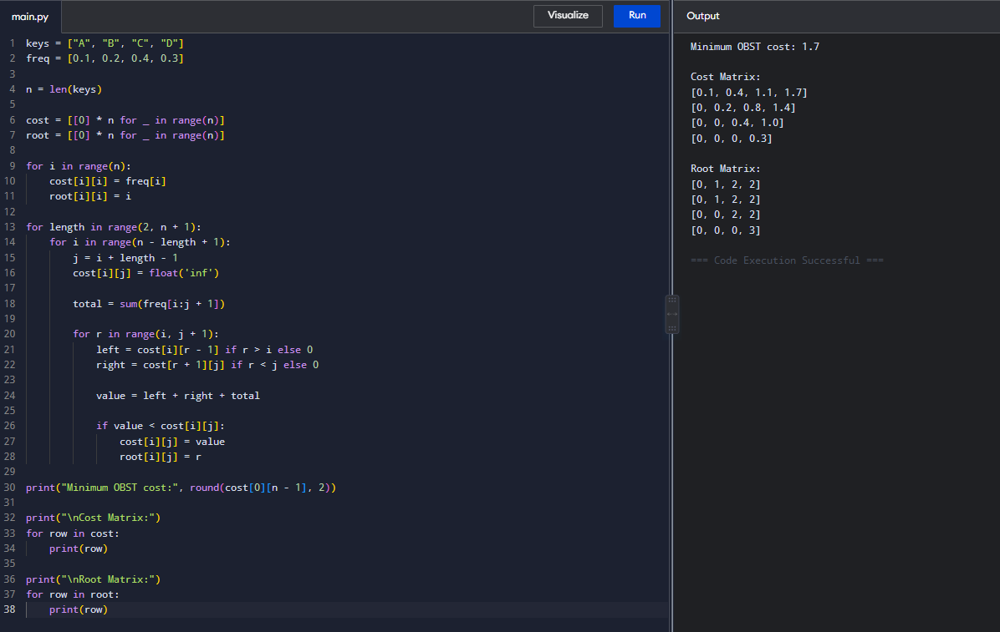 main.py
Visualize
Run
Output
1 keys = ["A", "B", "C", "D"]
2 freq = [0.1, 0.2, 0.4, 0.3]
3
4 n = len(keys)
5
6 cost = [[0] * n for _ in range(n)]
7 root = [[0] * n for _ in range(n)]
8
9 for i in range(n):
10     cost[i][i] = freq[i]
11     root[i][i] = i
12
13 for length in range(2, n + 1):
14     for i in range(n - length + 1):
15         j = i + length - 1
16         cost[i][j] = float('inf')
17
18         total = sum(freq[i:j + 1])
19
20         for r in range(i, j + 1):
21             left = cost[i][r - 1] if r > i else 0
22             right = cost[r + 1][j] if r < j else 0
23
24             value = left + right + total
25
26             if value < cost[i][j]:
27                 cost[i][j] = value
28                 root[i][j] = r
29
30 print("Minimum OBST cost:", round(cost[0][n - 1], 2))
31
32 print("\nCost Matrix:")
33 for row in cost:
34     print(row)
35
36 print("\nRoot Matrix:")
37 for row in root:
38     print(row)
Minimum OBST cost: 1.7
Cost Matrix:
[0.1, 0.4, 1.1, 1.7]
[0, 0.2, 0.8, 1.4]
[0, 0, 0.4, 1.0]
[0, 0, 0, 0.3]
Root Matrix:
[0, 1, 2, 2]
[0, 1, 2, 2]
[0, 0, 2, 2]
[0, 0, 0, 3]
=== Code Execution Successful ===